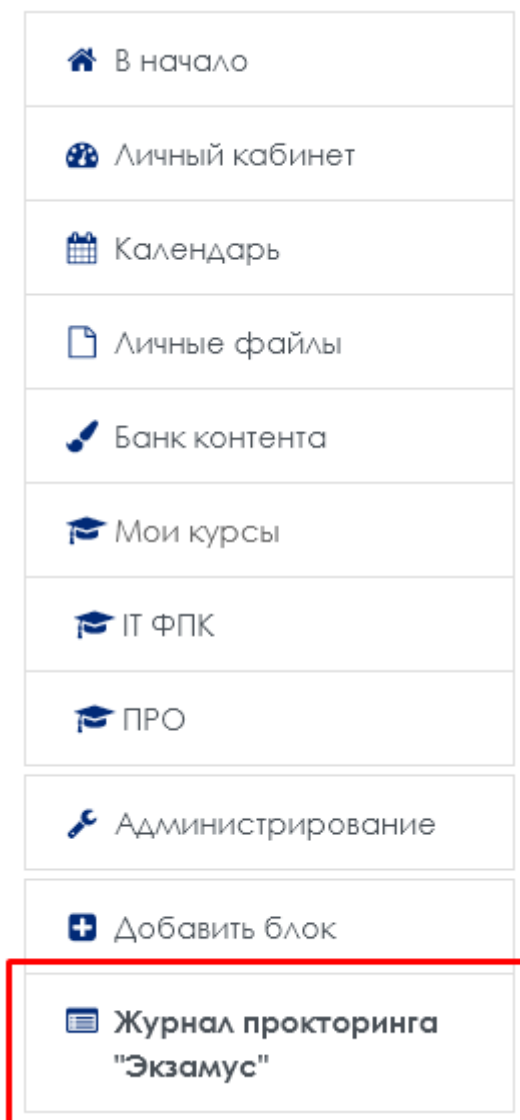 В начало
Личный кабинет
Календарь
Личные файлы
Банк контента
Мои курсы
IT ФПК
ПРО
Администрирование
Добавить блок
Журнал прокторинга
"Экзамус"